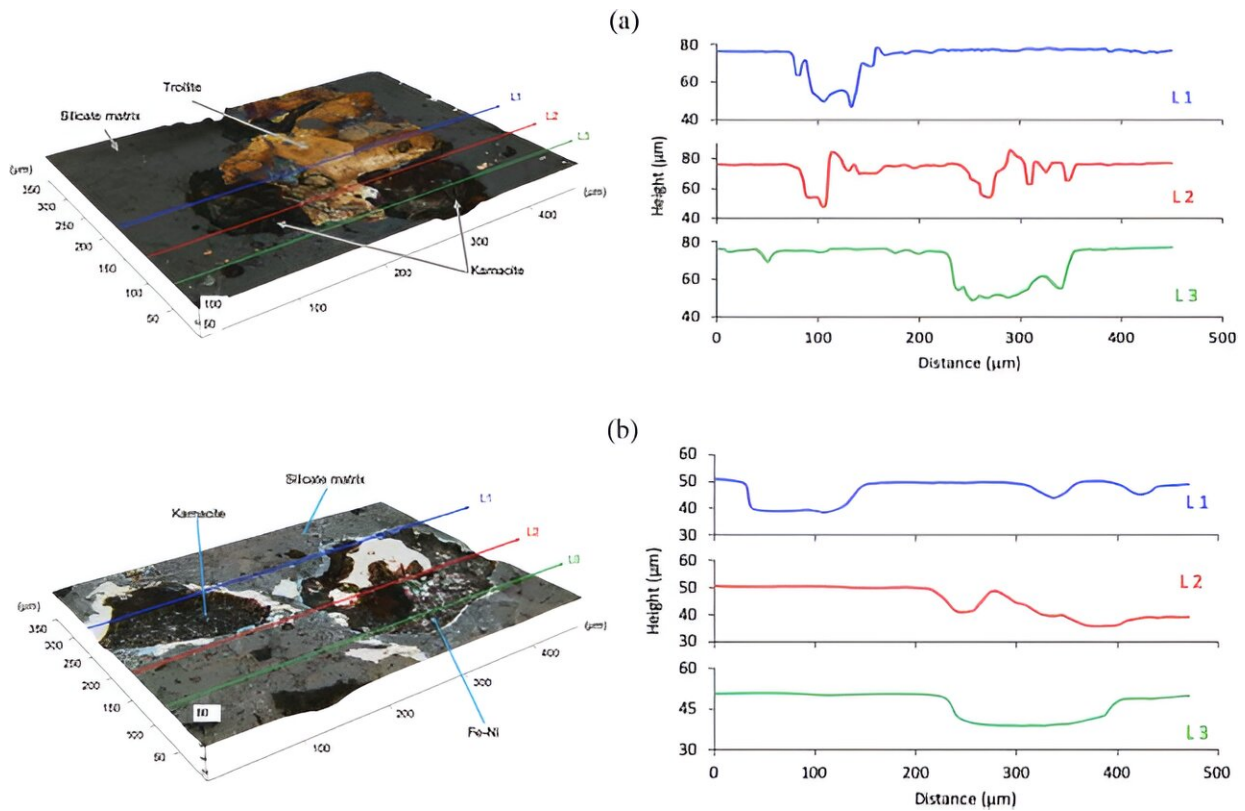 (a)
Troilite
Silicate matrix
L1
L2
L3
(μm)
350
300
250
200
150
100
50
100
50
100
200
300
400
(μm)
Kamacite
80
60
40
L 1
Height (μm)
80
60
40
L 2
80
60
40
L 3
0
100
200
300
400
500
Distance (μm)
(b)
Silicate matrix
Kamacite
L1
L2
L3
(μm)
350
300
250
200
150
100
50
100
200
300
400
(μm)
Fe-Ni
60
50
40
30
L 1
Height (μm)
60
50
40
30
L 2
60
45
30
L 3
0
100
200
300
400
500
Distance (μm)